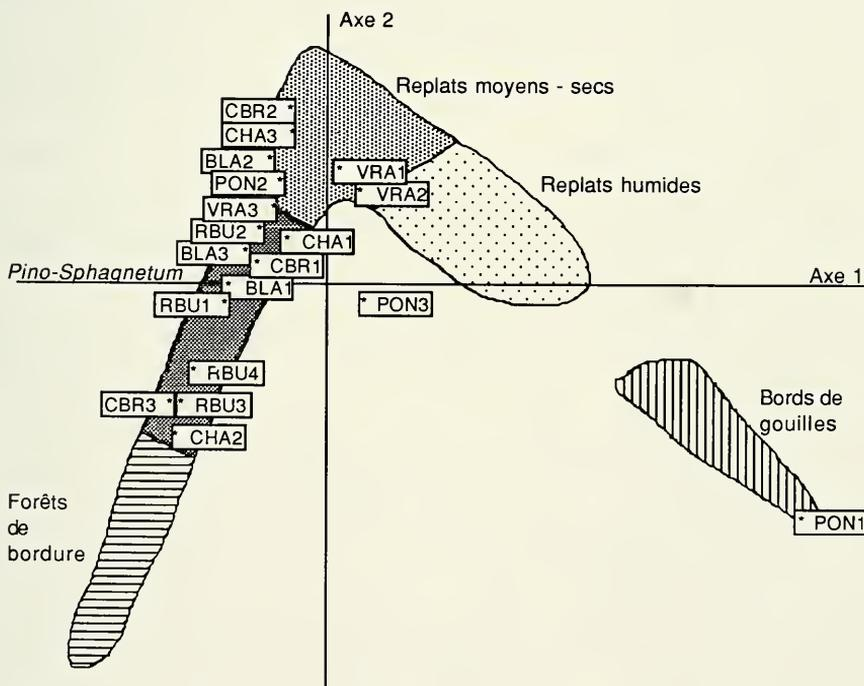 Axe 2
Replats moyens - secs
CBR2 *
CHA3 *
BLA2 *
* VRA1
PON2 *
Replats humides
* VRA2
VRA3 *
RBU2 *
* CHA1
BLA3 *
* CBR1
Pino-Sphagnetum
Axe 1
* BLA1
RBU1 *
* PON3
* RBU4
CBR3 *
* RBU3
Bords de
gouilles
* CHA2
Forêts
de
bordure
* PON1